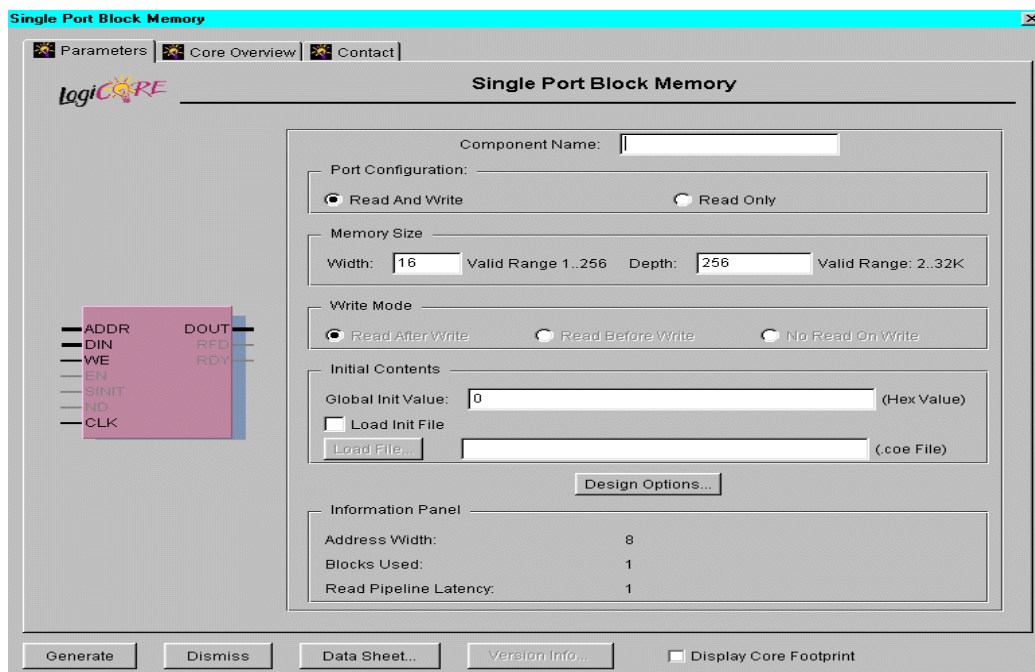 Single Port Block Memory
Parameters Core Overview Contact
LogiCORE
Single Port Block Memory
Component Name:
Port Configuration:
Read And Write Read Only
Memory Size
Width: 16 Valid Range 1..256 Depth: 256 Valid Range: 2..32K
Write Mode
Read After Write Read Before Write No Read On Write
ADDR DOUT
DIN RFD
WE RDY
EN
SINIT
ND
CLK
Initial Contents
Global Init Value: 0 (Hex Value)
Load Init File
Load File... (.coe File)
Design Options...
Information Panel
Address Width: 8
Blocks Used: 1
Read Pipeline Latency: 1
Generate Dismiss Data Sheet... Version Info... Display Core Footprint